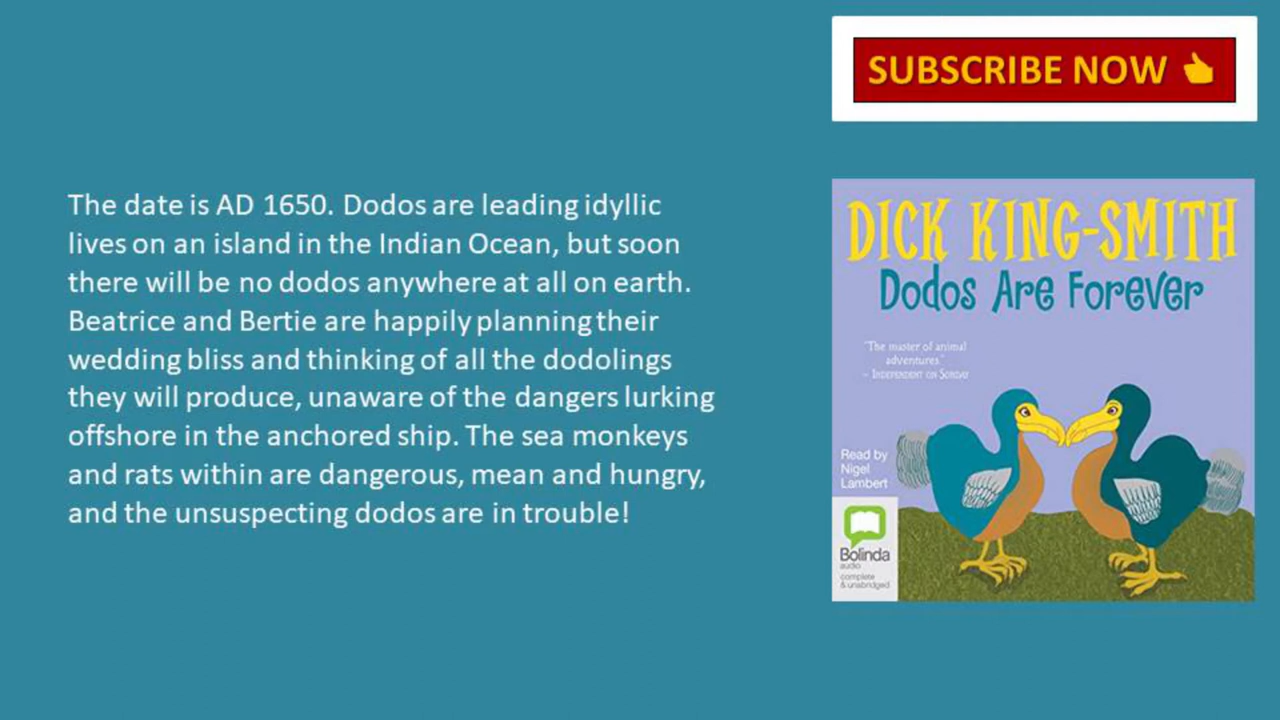 SUBSCRIBE NOW
The date is AD 1650. Dodos are leading idyllic
lives on an island in the Indian Ocean, but soon
there will be no dodos anywhere at all on earth.
Beatrice and Bertie are happily planning their
wedding bliss and thinking of all the dodolings
they will produce, unaware of the dangers lurking
offshore in the anchored ship. The sea monkeys
and rats within are dangerous, mean and hungry,
and the unsuspecting dodos are in trouble!
DICK KING-SMITH
Dodos Are Forever
"The master of animal
adventures."
– INDEPENDENT ON SUNDAY
Read by
Nigel
Lambert
Bolinda
audio
complete
& unabridged